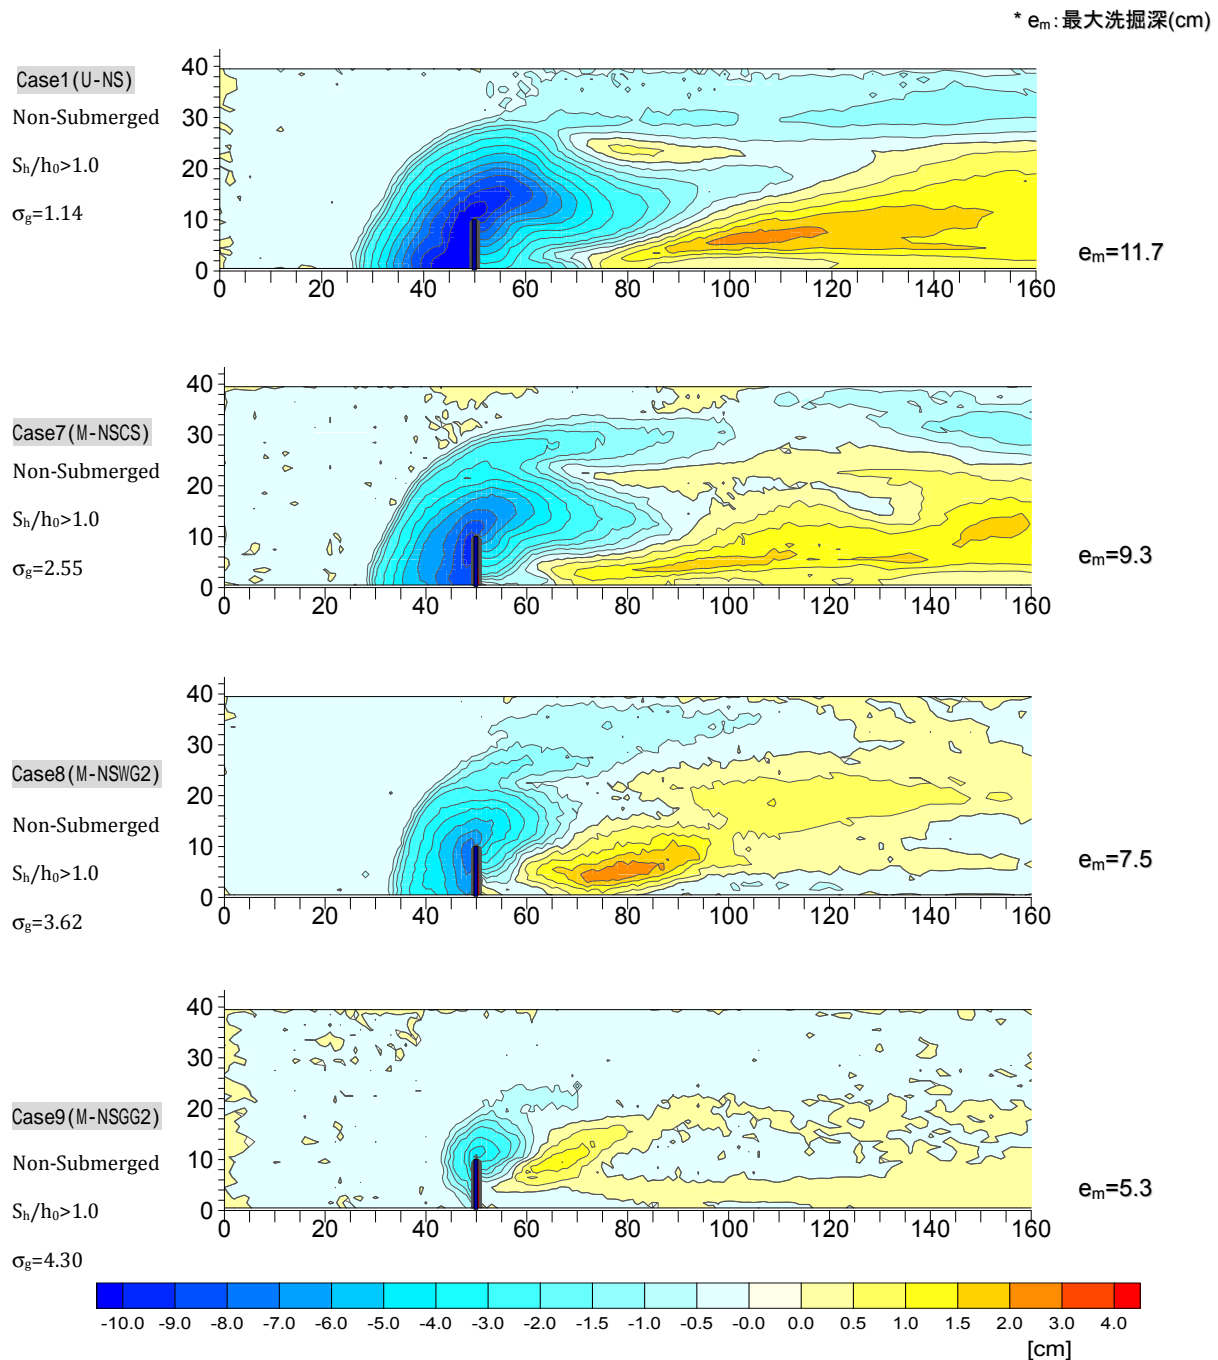 * em:最大洗掘深(cm)
Case1(U-NS)
Non-Submerged
Sh/h0>1.0
σg=1.14
40
30
20
10
0
0 20 40 60 80 100 120 140 160
em=11.7
Case7(M-NSCS)
Non-Submerged
Sh/h0>1.0
σg=2.55
40
30
20
10
0
0 20 40 60 80 100 120 140 160
em=9.3
Case8(M-NSWG2)
Non-Submerged
Sh/h0>1.0
σg=3.62
40
30
20
10
0
0 20 40 60 80 100 120 140 160
em=7.5
Case9(M-NSGG2)
Non-Submerged
Sh/h0>1.0
σg=4.30
40
30
20
10
0
0 20 40 60 80 100 120 140 160
em=5.3
-10.0 -9.0 -8.0 -7.0 -6.0 -5.0 -4.0 -3.0 -2.0 -1.5 -1.0 -0.5 -0.0 0.0 0.5 1.0 1.5 2.0 3.0 4.0
[cm]